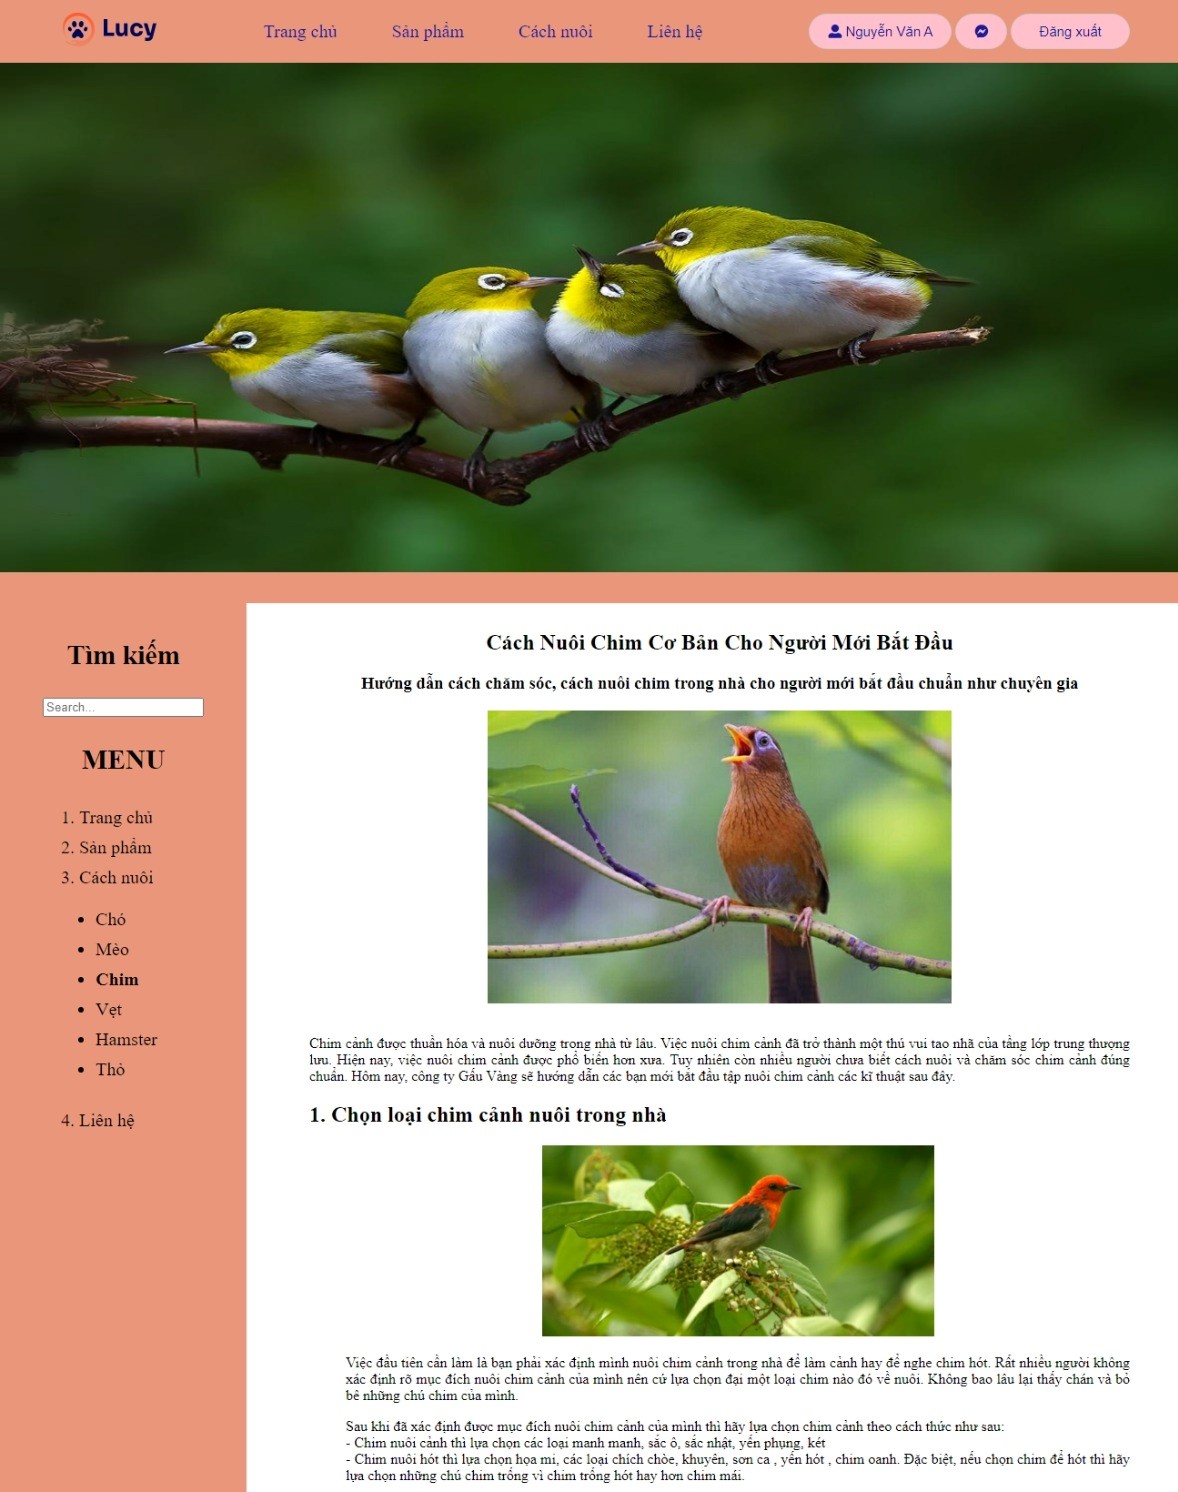 Lucy
Trang chủ
Sản phẩm
Cách nuôi
Liên hệ
Nguyễn Văn A
Đăng xuất
Tìm kiếm
Search...
MENU
1. Trang chủ
2. Sản phẩm
3. Cách nuôi
• Chó
• Mèo
• Chim
• Vẹt
• Hamster
• Thỏ
4. Liên hệ
Cách Nuôi Chim Cơ Bản Cho Người Mới Bắt Đầu
Hướng dẫn cách chăm sóc, cách nuôi chim trong nhà cho người mới bắt đầu chuẩn như chuyên gia
Chim cảnh được thuần hóa và nuôi dưỡng trong nhà từ lâu. Việc nuôi chim cảnh đã trở thành một thú vui tao nhã của tầng lớp trung thượng
lưu. Hiện nay, việc nuôi chim cảnh được phổ biến hơn xưa. Tuy nhiên còn nhiều người chưa biết cách nuôi và chăm sóc chim cảnh đúng
chuẩn. Hôm nay, công ty Gấu Vàng sẽ hướng dẫn các bạn mới bắt đầu tập nuôi chim cảnh các kĩ thuật sau đây.
1. Chọn loại chim cảnh nuôi trong nhà
Việc đầu tiên cần làm là bạn phải xác định mình nuôi chim cảnh trong nhà để làm cảnh hay để nghe chim hót. Rất nhiều người không
xác định rõ mục đích nuôi chim cảnh của mình nên cứ lựa chọn đại một loại chim nào đó về nuôi. Không bao lâu lại thấy chán và bỏ
bê những chú chim của mình.
Sau khi đã xác định được mục đích nuôi chim cảnh của mình thì hãy lựa chọn chim cảnh theo cách thức như sau:
- Chim nuôi cảnh thì lựa chọn các loại manh manh, sắc ô, sắc nhật, yến phụng, két
- Chim nuôi hót thì lựa chọn họa mi, các loại chích chòe, khuyên, sơn ca , yến hót , chim oanh. Đặc biệt, nếu chọn chim để hót thì hãy
lựa chọn những chú chim trống vì chim trống hót hay hơn chim mái.